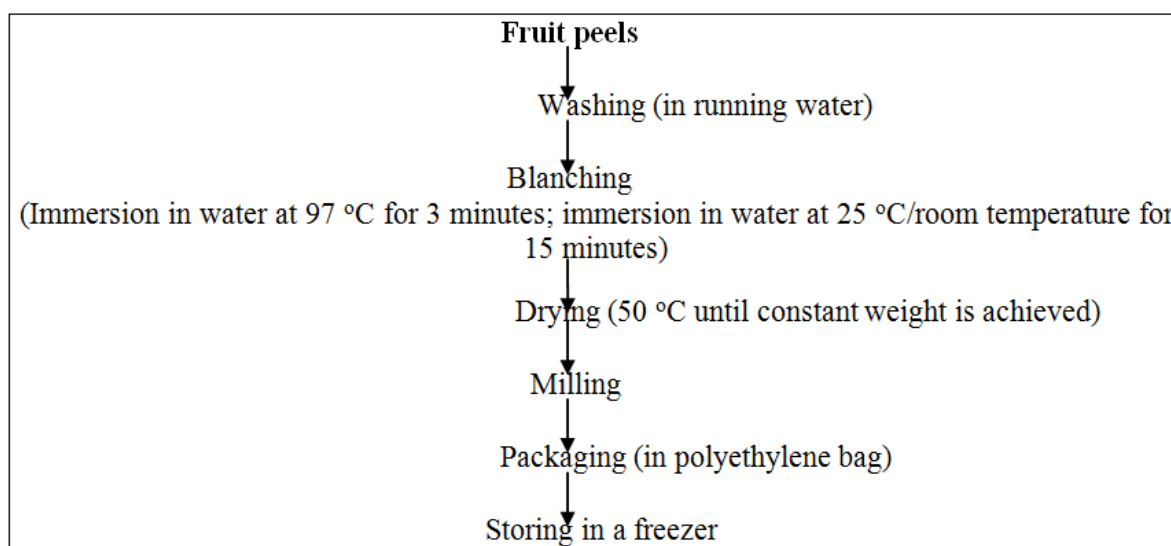 Fruit peels
Washing (in running water)
Blanching
(Immersion in water at 97 °C for 3 minutes; immersion in water at 25 °C/room temperature for
15 minutes)
Drying (50 °C until constant weight is achieved)
Milling
Packaging (in polyethylene bag)
Storing in a freezer